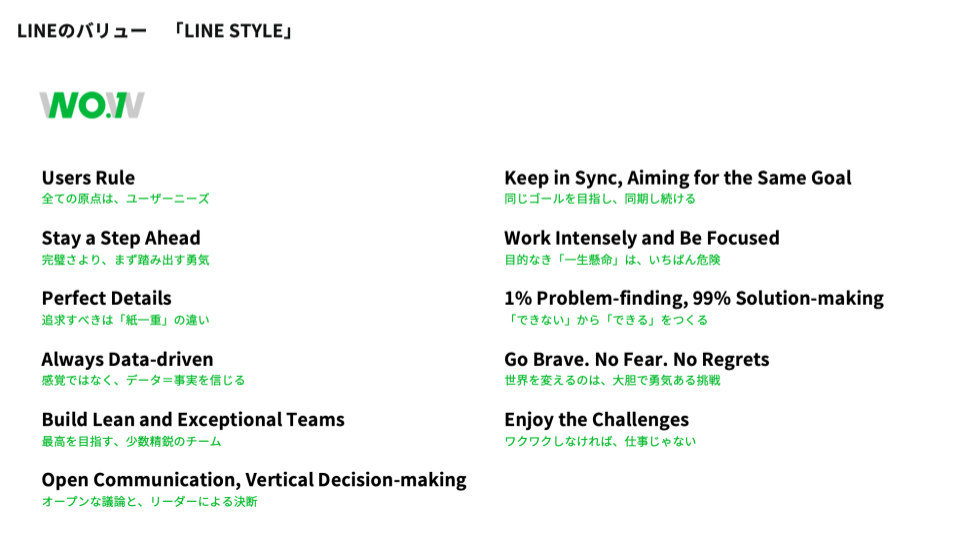 LINEのバリュー 「LINE STYLE」
WO.1W
Users Rule
全ての原点は、ユーザーニーズ
Stay a Step Ahead
完璧さより、まず踏み出す勇気
Perfect Details
追求すべきは「紙一重」の違い
Always Data-driven
感覚ではなく、データ＝事実を信じる
Build Lean and Exceptional Teams
最高を目指す、少数精鋭のチーム
Open Communication, Vertical Decision-making
オープンな議論と、リーダーによる決断
Keep in Sync, Aiming for the Same Goal
同じゴールを目指し、同期し続ける
Work Intensely and Be Focused
目的なき「一生懸命」は、いちばん危険
1% Problem-finding, 99% Solution-making
「できない」から「できる」をつくる
Go Brave. No Fear. No Regrets
世界を変えるのは、大胆で勇気ある挑戦
Enjoy the Challenges
ワクワクしなければ、仕事じゃない